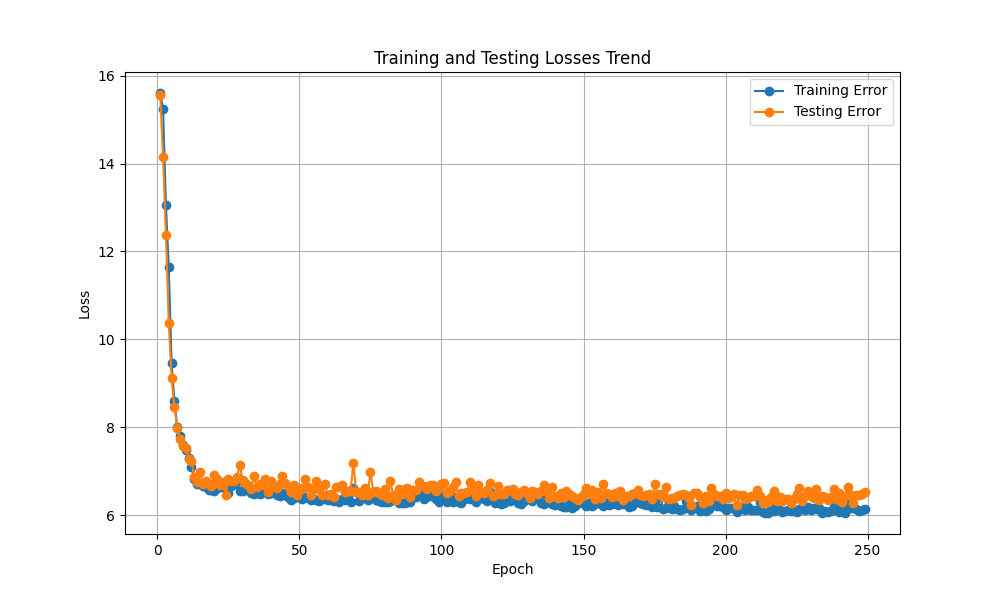 Training and Testing Losses Trend
Training Error
Testing Error
16
14
12
10
8
6
Loss
0
50
100
150
200
250
Epoch